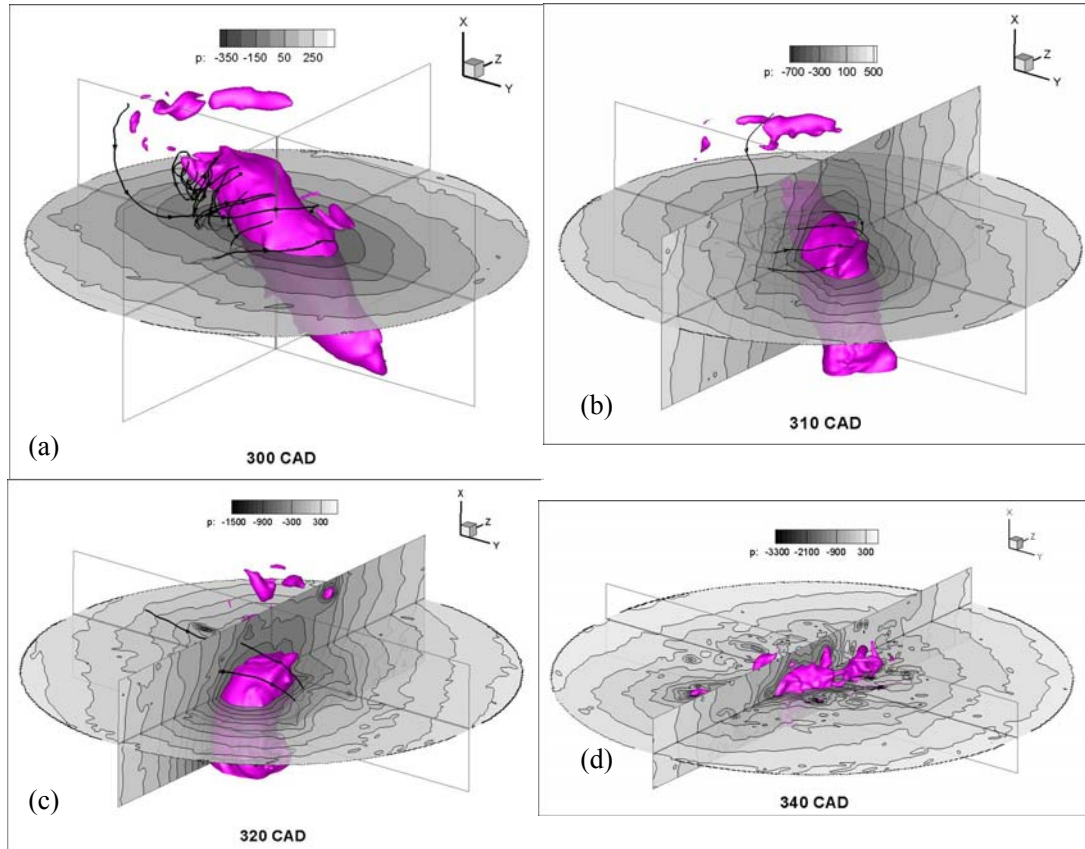 X
Z
Y
p: -350 -150 50 250
(a)
300 CAD
X
Z
Y
p: -700 -300 100 500
(b)
310 CAD
X
Z
Y
p: -1500 -900 -300 300
(c)
320 CAD
X
Z
Y
p: -3300 -2100 -900 300
(d)
340 CAD